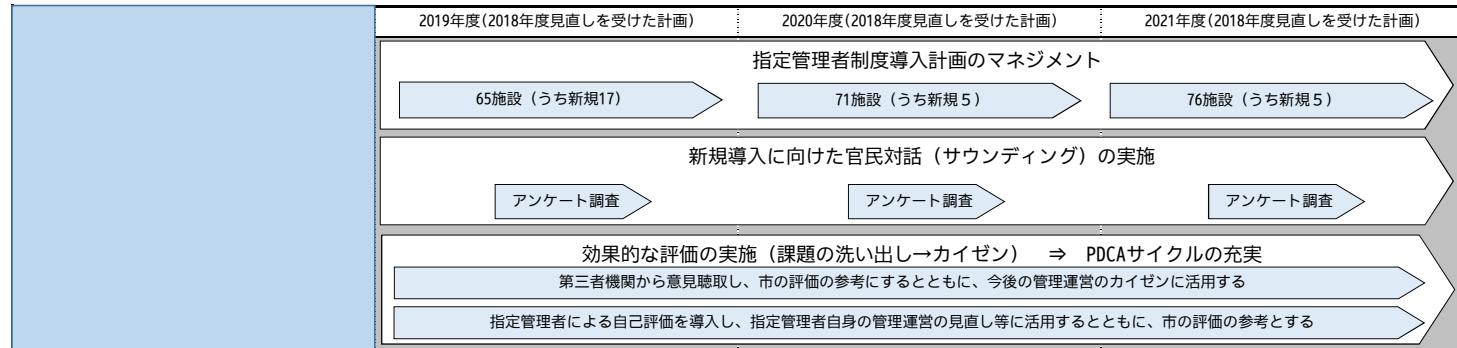 2019年度(2018年度見直しを受けた計画)
2020年度(2018年度見直しを受けた計画)
2021年度(2018年度見直しを受けた計画)
指定管理者制度導入計画のマネジメント
65施設（うち新規17）
71施設（うち新規５）
76施設（うち新規５）
新規導入に向けた官民対話（サウンディング）の実施
アンケート調査
アンケート調査
アンケート調査
効果的な評価の実施（課題の洗い出し→カイゼン）　⇒　PDCAサイクルの充実
第三者機関から意見聴取し、市の評価の参考にするとともに、今後の管理運営のカイゼンに活用する
指定管理者による自己評価を導入し、指定管理者自身の管理運営の見直し等に活用するとともに、市の評価の参考とする